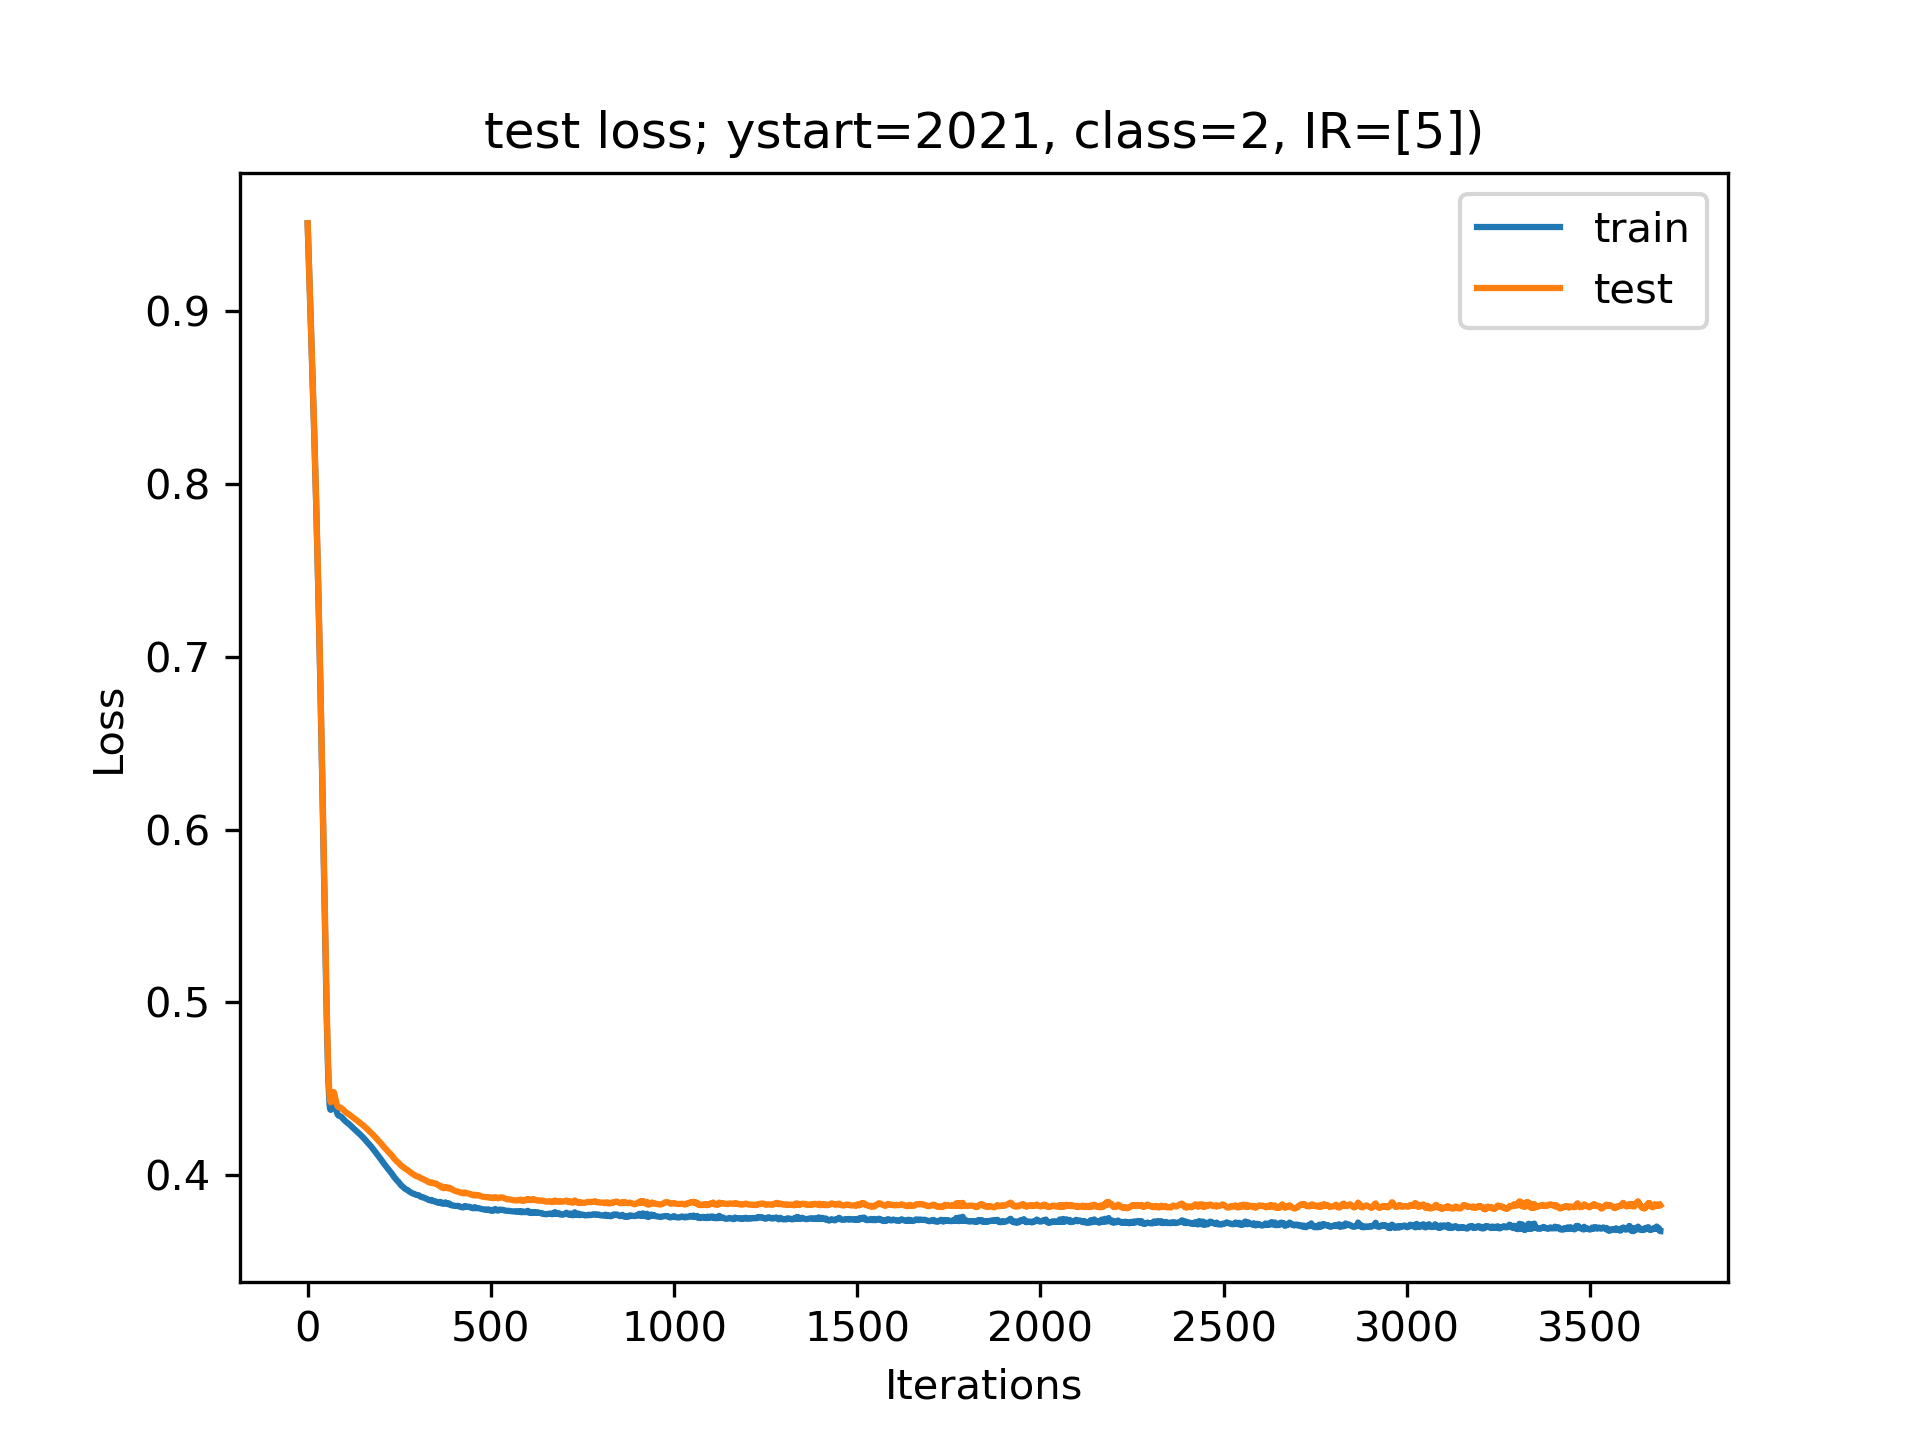 test loss; ystart=2021, class=2, IR=[5])
train
test
0.9
0.8
0.7
0.6
0.5
0.4
Loss
0 500 1000 1500 2000 2500 3000 3500
Iterations